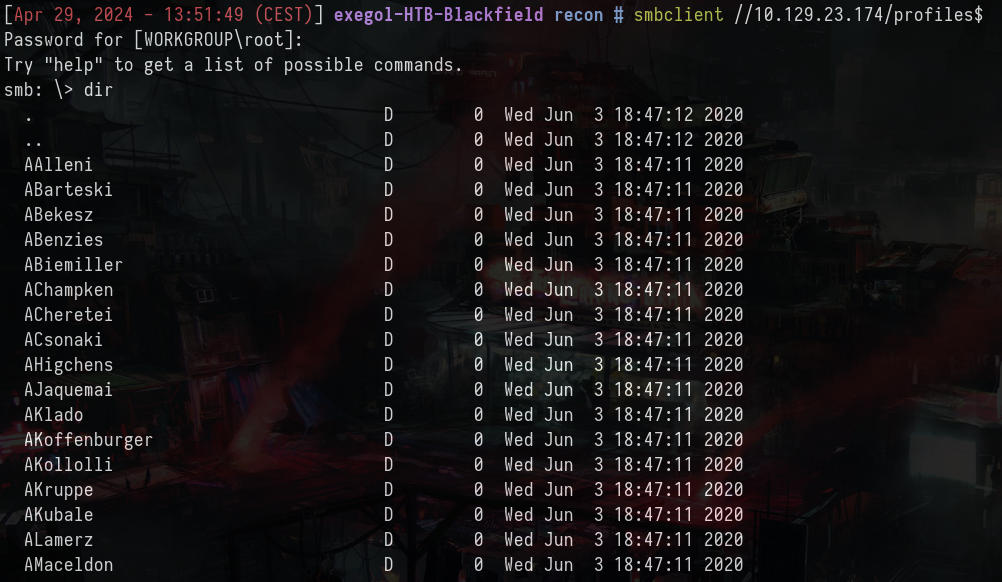 [Apr 29, 2024 - 13:51:49 (CEST)] exegol-HTB-Blackfield recon # smbclient //10.129.23.174/profiles$
Password for [WORKGROUP\root]:
Try "help" to get a list of possible commands.
smb: \> dir
  .                                   D        0  Wed Jun  3 18:47:12 2020
  ..                                  D        0  Wed Jun  3 18:47:12 2020
  AAlleni                             D        0  Wed Jun  3 18:47:11 2020
  ABarteski                           D        0  Wed Jun  3 18:47:11 2020
  ABekesz                             D        0  Wed Jun  3 18:47:11 2020
  ABenzies                            D        0  Wed Jun  3 18:47:11 2020
  ABiemiller                          D        0  Wed Jun  3 18:47:11 2020
  AChampken                           D        0  Wed Jun  3 18:47:11 2020
  ACheretei                           D        0  Wed Jun  3 18:47:11 2020
  ACsonaki                            D        0  Wed Jun  3 18:47:11 2020
  AHigchens                           D        0  Wed Jun  3 18:47:11 2020
  AJaquemai                           D        0  Wed Jun  3 18:47:11 2020
  AKlado                              D        0  Wed Jun  3 18:47:11 2020
  AKoffenburger                       D        0  Wed Jun  3 18:47:11 2020
  AKollolli                           D        0  Wed Jun  3 18:47:11 2020
  AKruppe                             D        0  Wed Jun  3 18:47:11 2020
  AKubale                             D        0  Wed Jun  3 18:47:11 2020
  ALamerz                             D        0  Wed Jun  3 18:47:11 2020
  AMaceldon                           D        0  Wed Jun  3 18:47:11 2020